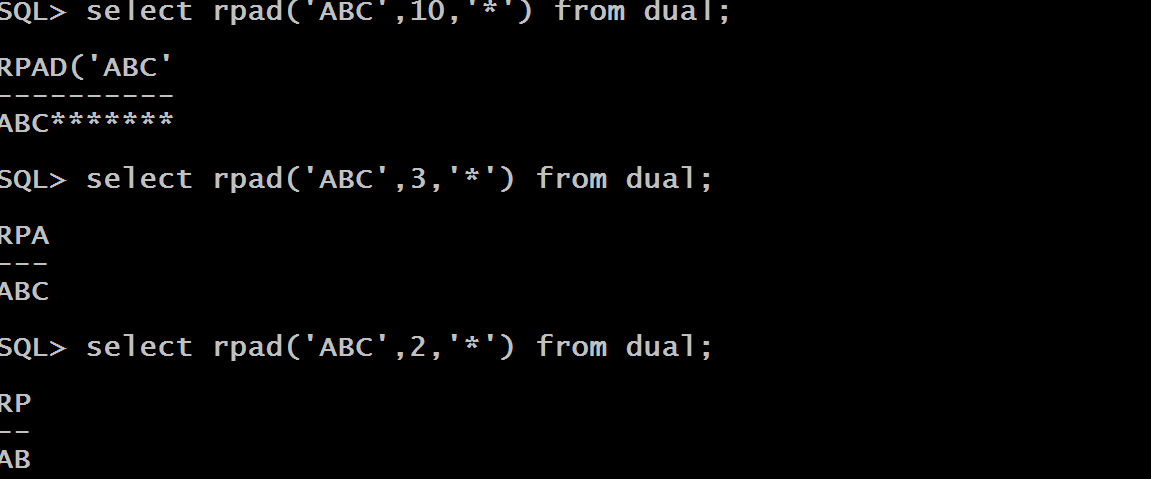 SQL> select rpad('ABC',10,'*') from dual;
RPAD('ABC'
----------
ABC*******
SQL> select rpad('ABC',3,'*') from dual;
RPA
---
ABC
SQL> select rpad('ABC',2,'*') from dual;
RP
--
AB